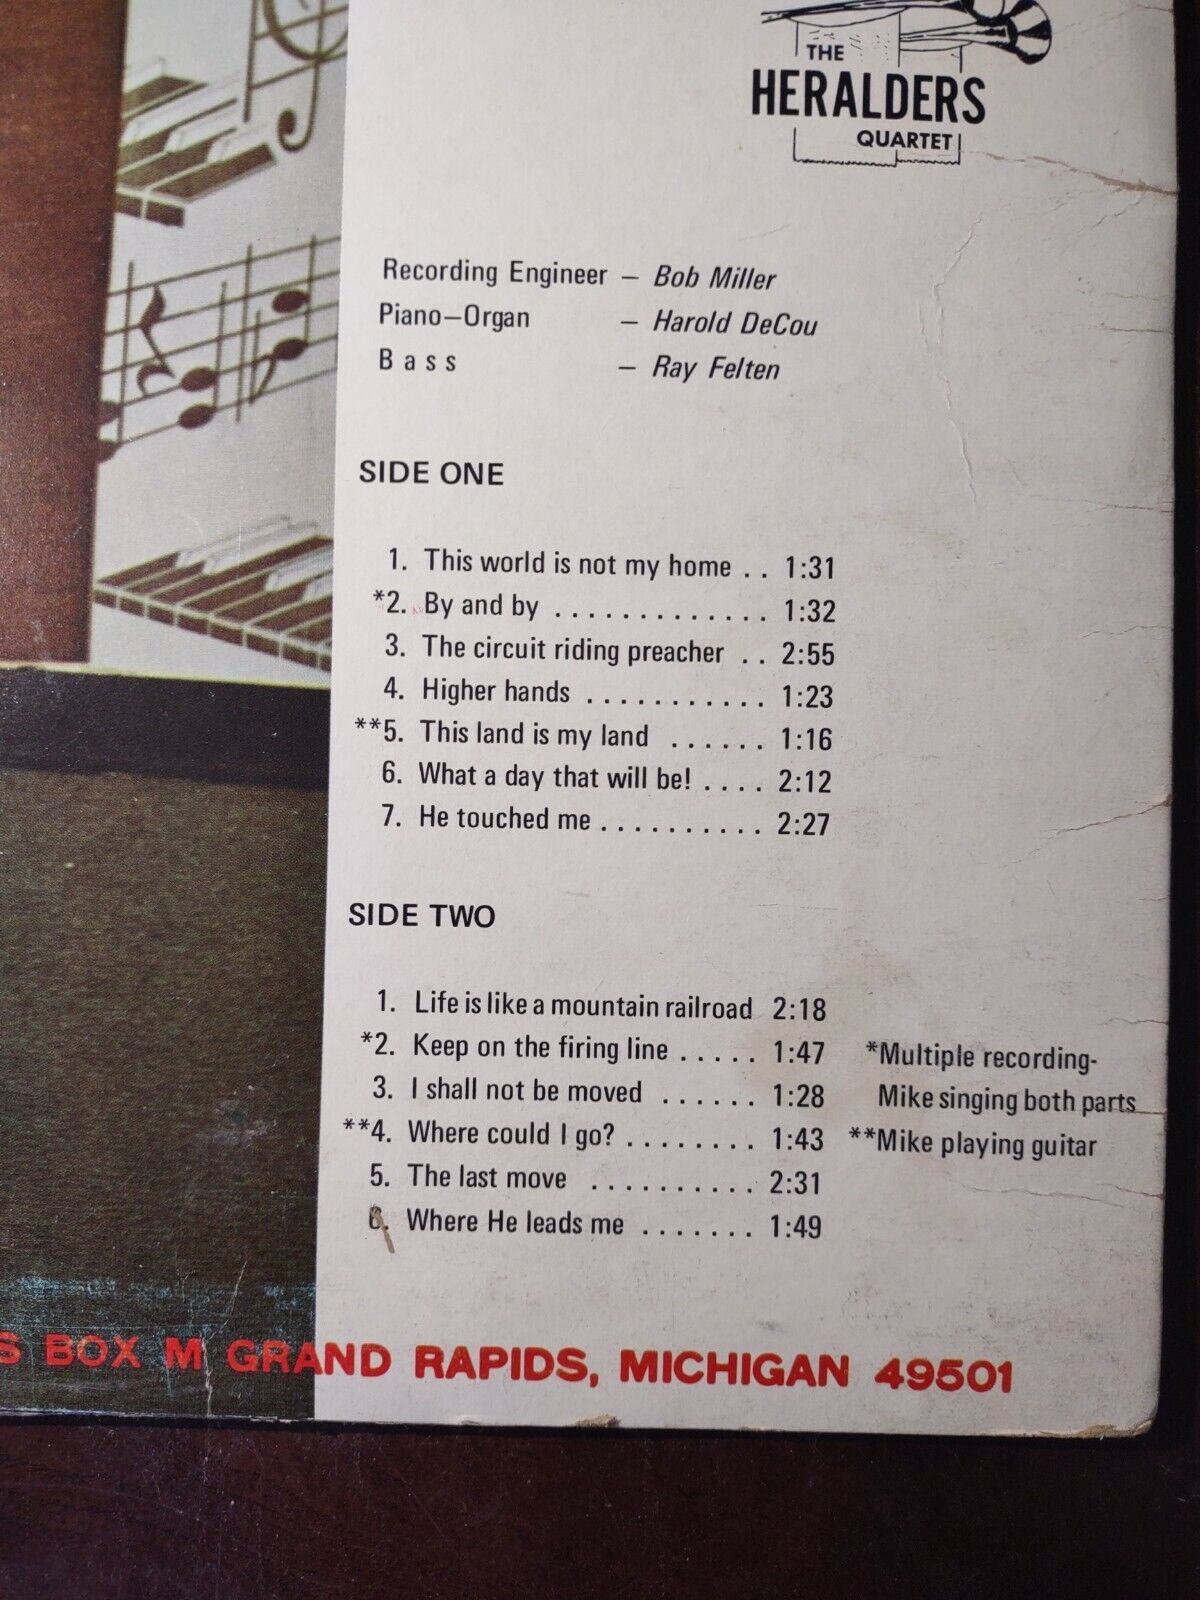 THE
HERALDERS
QUARTET
Recording Engineer – Bob Miller
Piano–Organ – Harold DeCou
Bass – Ray Felten
SIDE ONE
1. This world is not my home . . 1:31
*2. By and by . . . . . . . . . . . . . 1:32
3. The circuit riding preacher . . 2:55
4. Higher hands . . . . . . . . . . . 1:23
**5. This land is my land . . . . . . 1:16
6. What a day that will be! . . . . 2:12
7. He touched me . . . . . . . . . . 2:27
SIDE TWO
1. Life is like a mountain railroad 2:18
*2. Keep on the firing line . . . . . 1:47
3. I shall not be moved . . . . . . 1:28
**4. Where could I go? . . . . . . . . 1:43
5. The last move . . . . . . . . . . 2:31
6. Where He leads me . . . . . . . 1:49
*Multiple recording-
Mike singing both parts
**Mike playing guitar
S BOX M GRAND RAPIDS, MICHIGAN 49501